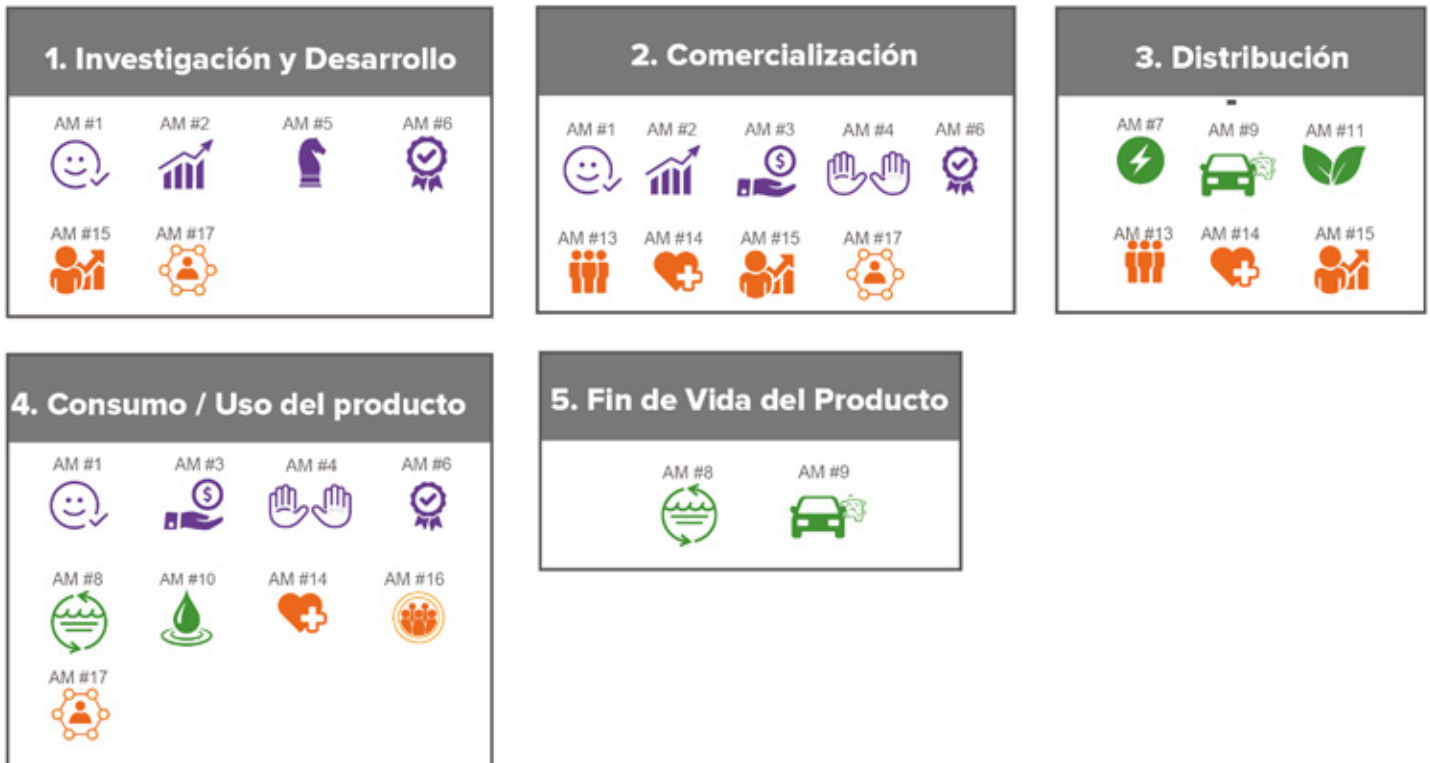 1. Investigación y Desarrollo
AM #1 AM #2 AM #5 AM #6
AM #15 AM #17
2. Comercialización
AM #1 AM #2 AM #3 AM #4 AM #6
AM #13 AM #14 AM #15 AM #17
3. Distribución
-
AM #7 AM #9 AM #11
AM #13 AM #14 AM #15
4. Consumo / Uso del producto
AM #1 AM #3 AM #4 AM #6
AM #8 AM #10 AM #14 AM #16
AM #17
5. Fin de Vida del Producto
AM #8 AM #9